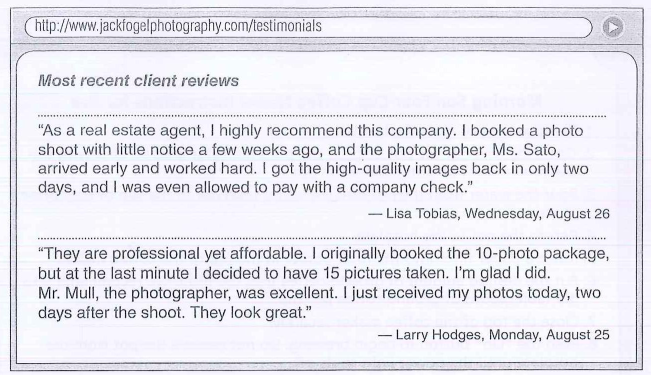 http://www.jackfogelphotography.com/testimonials
Most recent client reviews
“As a real estate agent, I highly recommend this company. I booked a photo
shoot with little notice a few weeks ago, and the photographer, Ms. Sato,
arrived early and worked hard. I got the high-quality images back in only two
days, and I was even allowed to pay with a company check.”
— Lisa Tobias, Wednesday, August 26
“They are professional yet affordable. I originally booked the 10-photo package,
but at the last minute I decided to have 15 pictures taken. I’m glad I did.
Mr. Mull, the photographer, was excellent. I just received my photos today, two
days after the shoot. They look great.”
— Larry Hodges, Monday, August 25